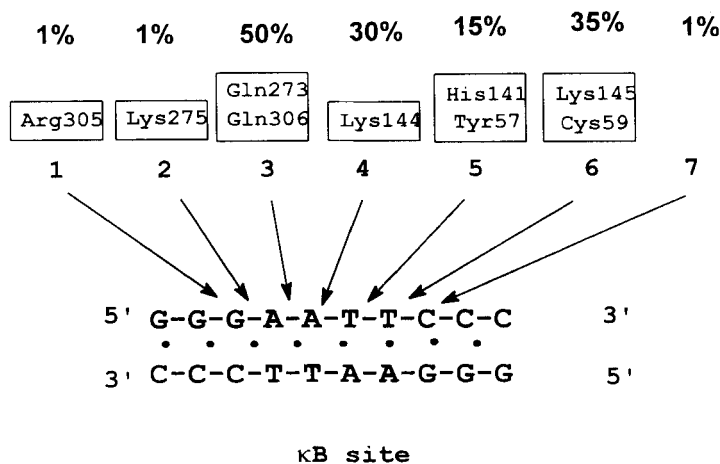 1% 1% 50% 30% 15% 35% 1%
Gln273 His141 Lys145
Arg305 Lys275 Gln306 Lys144 Tyr57 Cys59
1 2 3 4 5 6 7
5' G-G-G-A-A-T-T-C-C-C 3'
3' C-C-C-T-T-A-A-G-G-G 5'
κB site